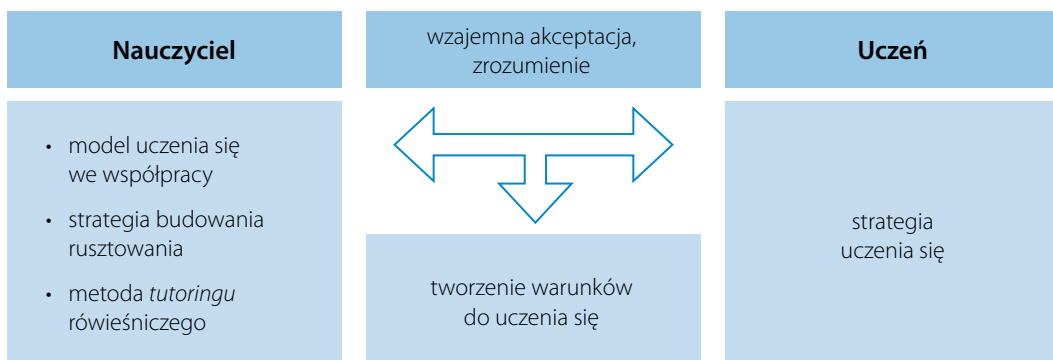 Nauczyciel
wzajemna akceptacja,
zrozumienie
Uczeń
• model uczenia się
we współpracy
• strategia budowania
rusztowania
• metoda tutoringu
rówieśniczego
tworzenie warunków
do uczenia się
strategia
uczenia się